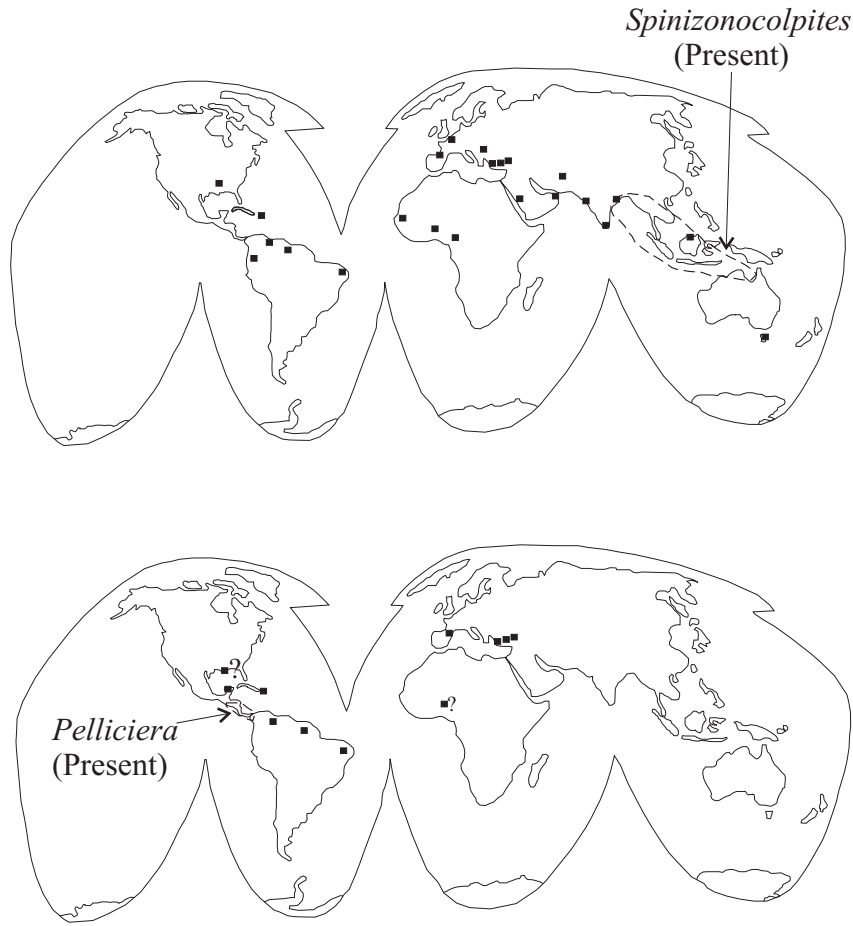 Spinizonocolpites
(Present)
?
?
Pelliciera
(Present)